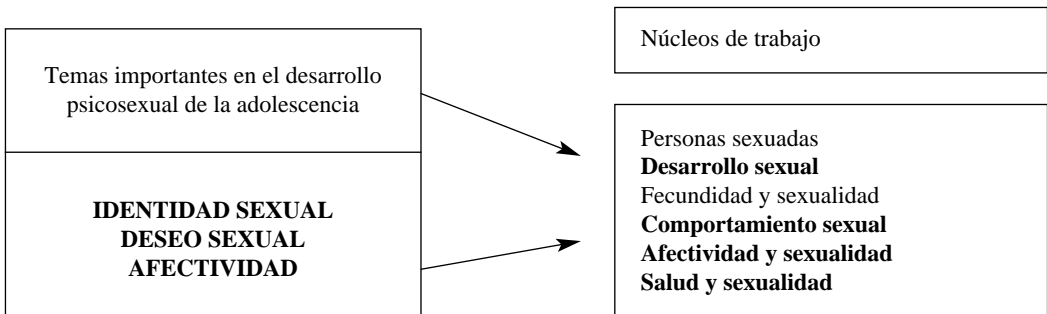 Temas importantes en el desarrollo
psicosexual de la adolescencia
IDENTIDAD SEXUAL
DESEO SEXUAL
AFECTIVIDAD
Núcleos de trabajo
Personas sexuadas
Desarrollo sexual
Fecundidad y sexualidad
Comportamiento sexual
Afectividad y sexualidad
Salud y sexualidad